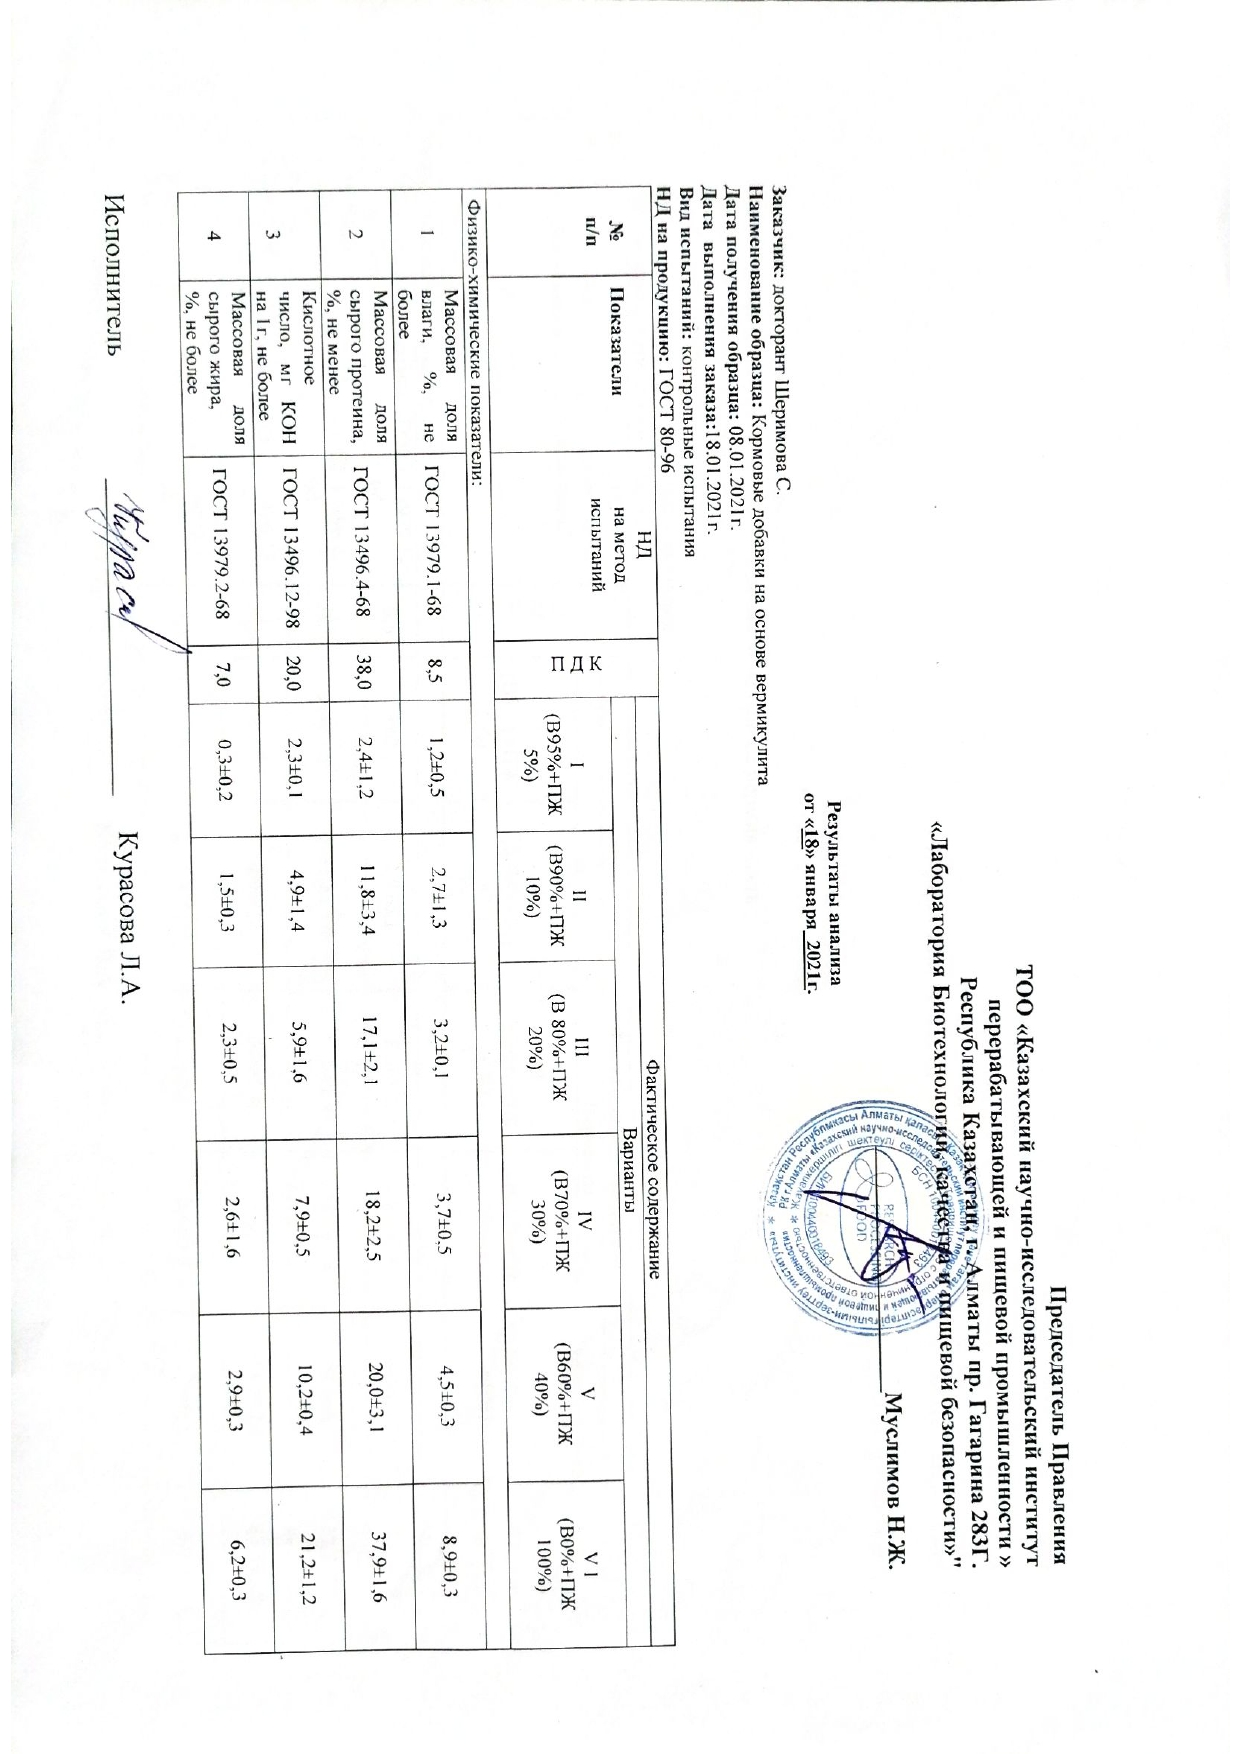 Председатель Правления
ТОО «Казахский научно-исследовательский институт
перерабатывающей и пищевой промышленности »
Республика Казахстан, г. Алматы пр. Гагарина 283Г.
«Лаборатория Биотехнологии, качества и пищевой безопасности»"
Муслимов Н.Ж.
Результаты анализа
от «18» января 2021г.
Заказчик: докторант Шеримова С.
Наименование образца: Кормовые добавки на основе вермикулита
Дата получения образца: 08.01.2021г.
Дата выполнения заказа:18.01.2021г.
Вид испытаний: контрольные испытания
НД на продукцию: ГОСТ 80-96
№ п/п
Показатели
НД на метод испытаний
П Д К
Фактическое содержание
Варианты
I (В95%+ПЖ 5%)
II (В90%+ПЖ 10%)
III (В 80%+ПЖ 20%)
IV (В70%+ПЖ 30%)
V (В60%+ПЖ 40%)
V I (В0%+ПЖ 100%)
Физико-химические показатели:
1 Массовая доля влаги, %, не более ГОСТ 13979.1-68 8,5 1,2±0,5 2,7±1,3 3,2±0,1 3,7±0,5 4,5±0,3 8,9±0,3
2 Массовая доля сырого протеина, %, не менее ГОСТ 13496.4-68 38,0 2,4±1,2 11,8±3,4 17,1±2,1 18,2±2,5 20,0±3,1 37,9±1,6
3 Кислотное число, мг КОН на 1г, не более ГОСТ 13496.12-98 20,0 2,3±0,1 4,9±1,4 5,9±1,6 7,9±0,5 10,2±0,4 21,2±1,2
4 Массовая доля сырого жира, %, не более ГОСТ 13979.2-68 7,0 0,3±0,2 1,5±0,3 2,3±0,5 2,6±1,6 2,9±0,3 6,2±0,3
Исполнитель Курасова Л.А.